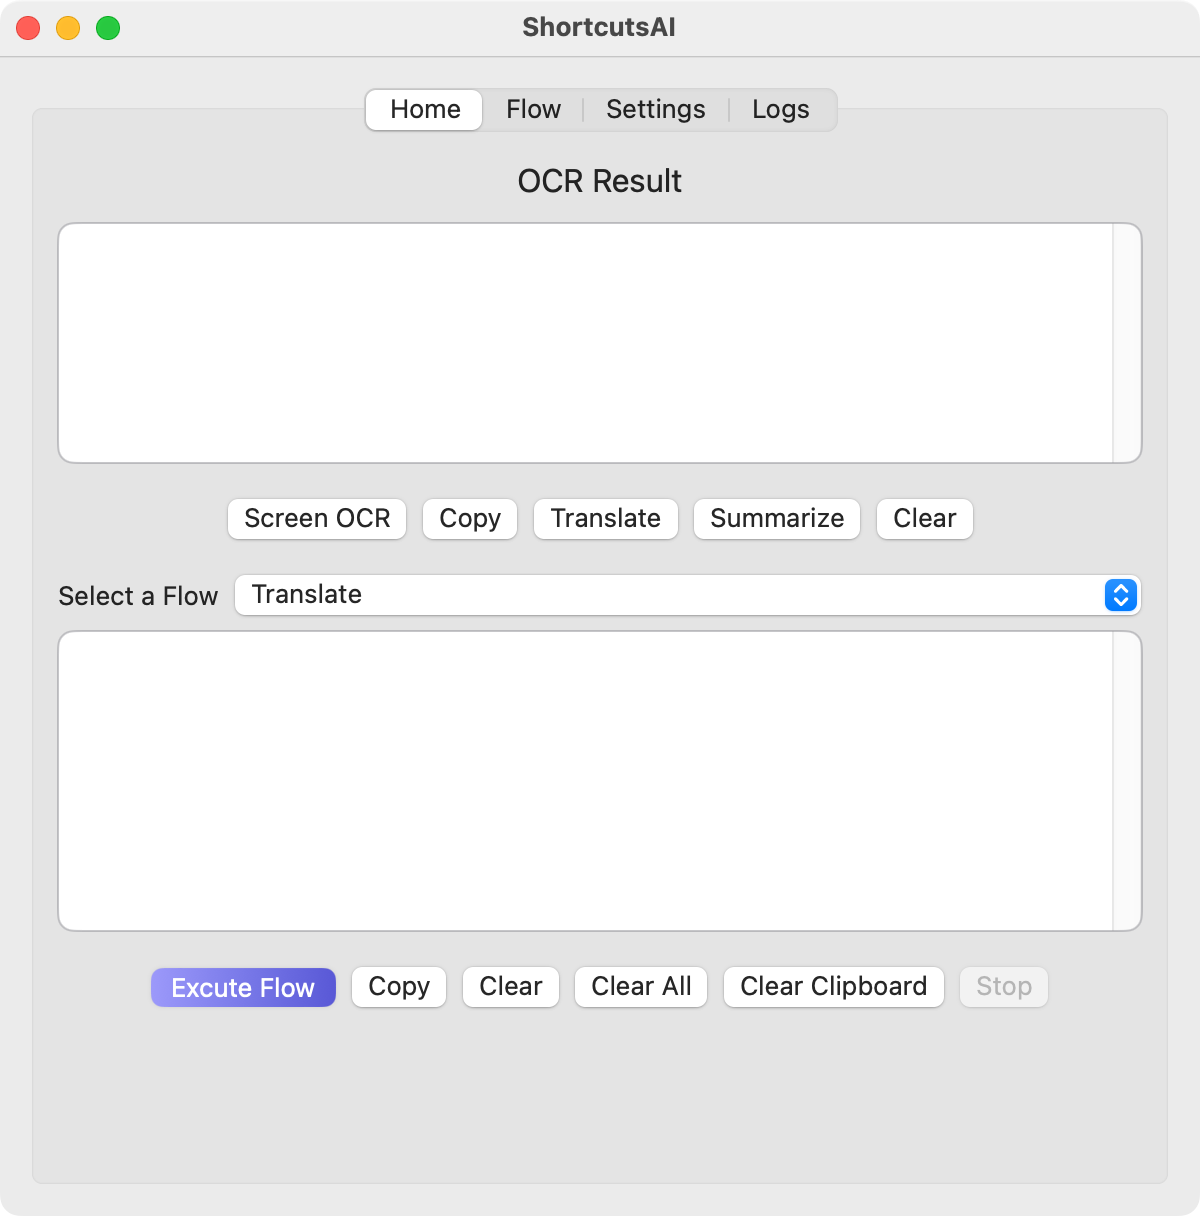 ShortcutsAI
Home Flow Settings Logs
OCR Result
Screen OCR Copy Translate Summarize Clear
Select a Flow Translate
Excute Flow Copy Clear Clear All Clear Clipboard Stop